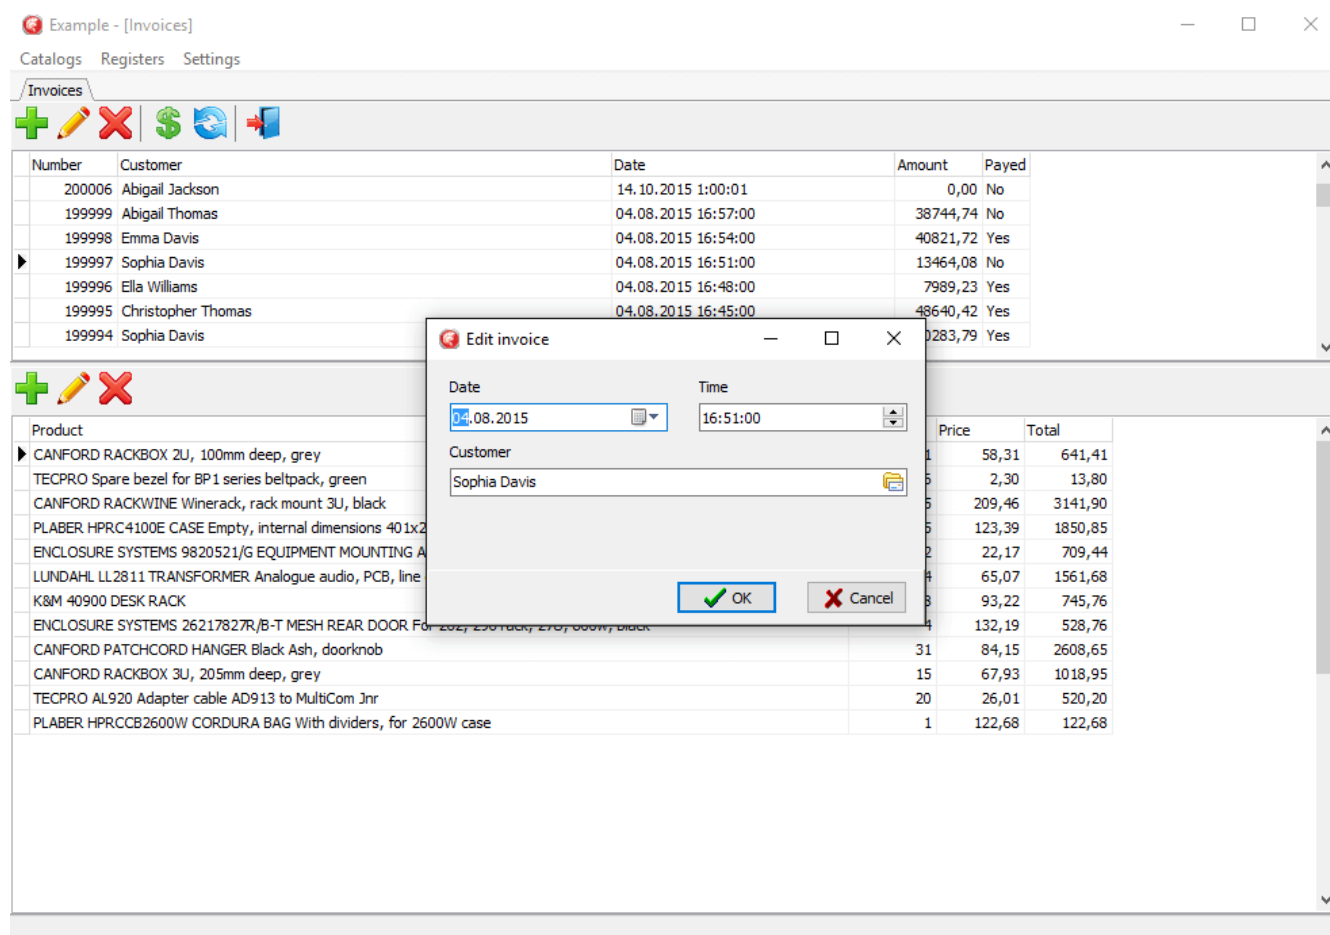 Example - [Invoices]
Catalogs Registers Settings
Invoices
Number Customer Date Amount Payed
200006 Abigail Jackson 14.10.2015 1:00:01 0,00 No
199999 Abigail Thomas 04.08.2015 16:57:00 38744,74 No
199998 Emma Davis 04.08.2015 16:54:00 40821,72 Yes
199997 Sophia Davis 04.08.2015 16:51:00 13464,08 No
199996 Ella Williams 04.08.2015 16:48:00 7989,23 Yes
199995 Christopher Thomas 04.08.2015 16:45:00 48640,42 Yes
199994 Sophia Davis 0283,79 Yes
Edit invoice
Date Time
04.08.2015 16:51:00
Customer
Sophia Davis
OK Cancel
Product Price Total
CANFORD RACKBOX 2U, 100mm deep, grey 1 58,31 641,41
TECPRO Spare bezel for BP1 series beltpack, green 2,30 13,80
CANFORD RACKWINE Winerack, rack mount 3U, black 5 209,46 3141,90
PLABER HPRC4100E CASE Empty, internal dimensions 401x2 5 123,39 1850,85
ENCLOSURE SYSTEMS 9820521/G EQUIPMENT MOUNTING A 2 22,17 709,44
LUNDAHL LL2811 TRANSFORMER Analogue audio, PCB, line 4 65,07 1561,68
K&M 40900 DESK RACK 8 93,22 745,76
ENCLOSURE SYSTEMS 26217827R/B-T MESH REAR DOOR For black 4 132,19 528,76
CANFORD PATCHCORD HANGER Black Ash, doorknob 31 84,15 2608,65
CANFORD RACKBOX 3U, 205mm deep, grey 15 67,93 1018,95
TECPRO AL920 Adapter cable AD913 to MultiCom Jnr 20 26,01 520,20
PLABER HPRCCB2600W CORDURA BAG With dividers, for 2600W case 1 122,68 122,68